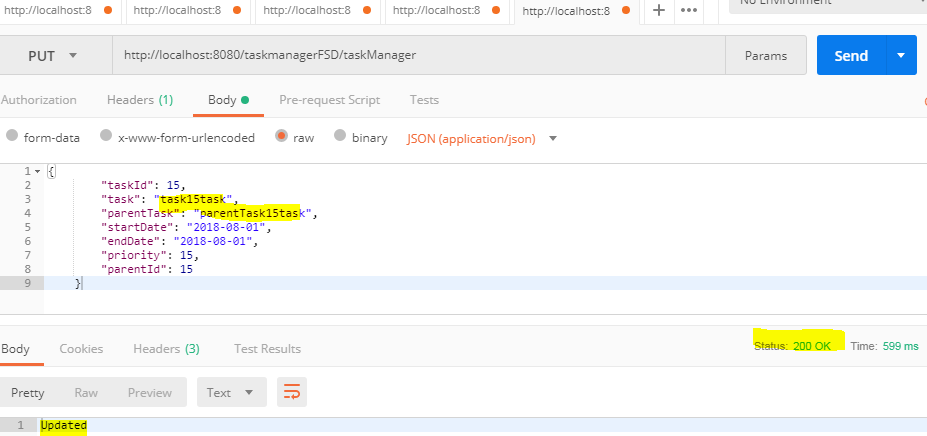 http://localhost:8 http://localhost:8 http://localhost:8 http://localhost:8 http://localhost:8 + ••• No Environment
PUT http://localhost:8080/taskmanagerFSD/taskManager Params Send
Authorization Headers (1) Body Pre-request Script Tests
form-data x-www-form-urlencoded raw binary JSON (application/json)
1 {
2 "taskId": 15,
3 "task": "task15task",
4 "parentTask": "parentTask15task",
5 "startDate": "2018-08-01",
6 "endDate": "2018-08-01",
7 "priority": 15,
8 "parentId": 15
9 }
Body Cookies Headers (3) Test Results Status: 200 OK Time: 599 ms
Pretty Raw Preview Text
1 Updated